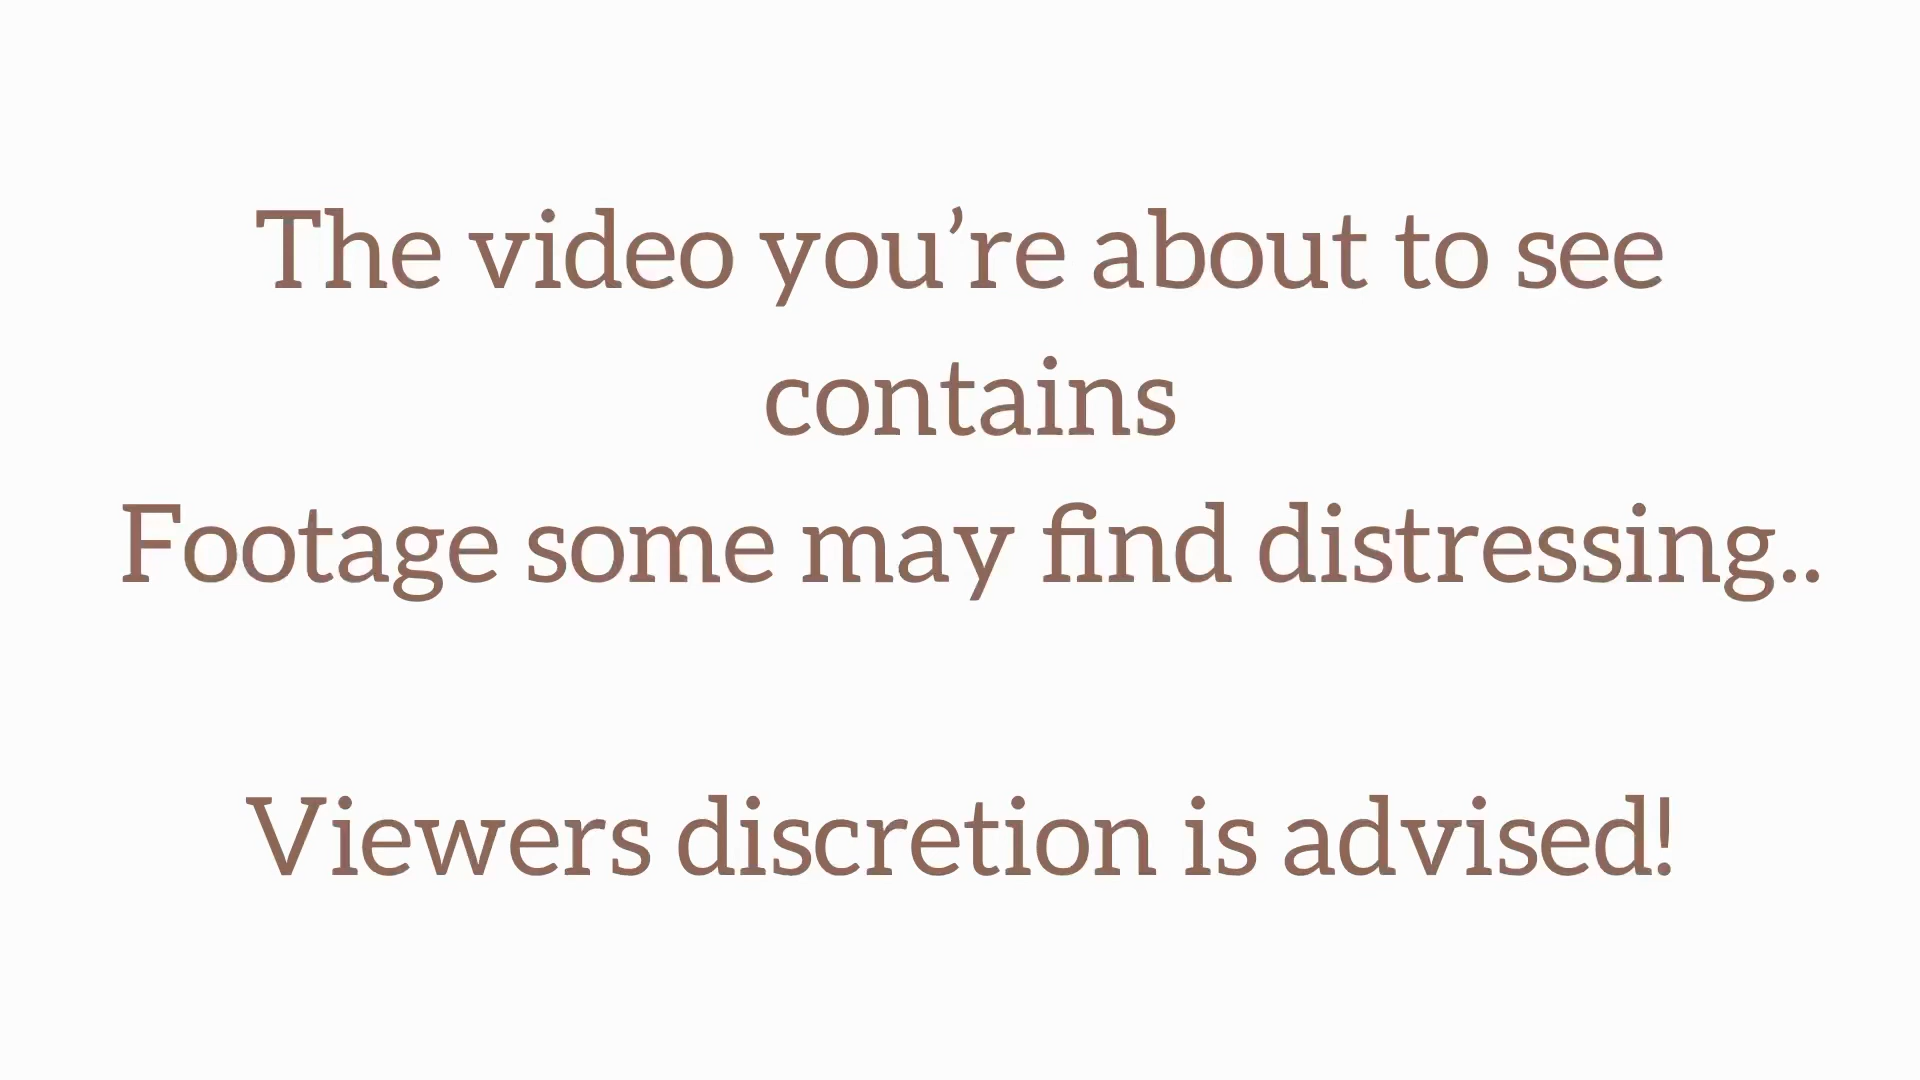 The video you’re about to see
contains
Footage some may find distressing..
Viewers discretion is advised!